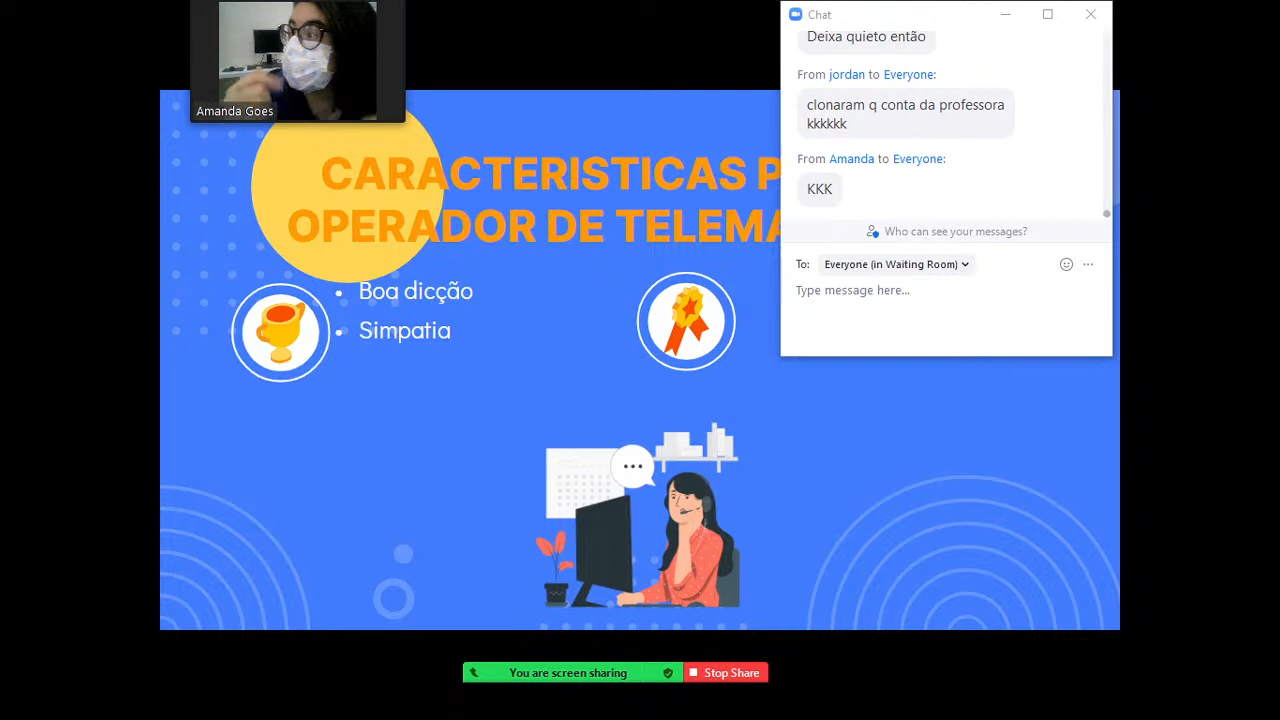 Amanda Goes
CARACTERISTICAS P
OPERADOR DE TELEMA
Boa dicção
Simpatia
Chat
Deixa quieto então
From jordan to Everyone:
clonaram q conta da professora
kkkkkk
From Amanda to Everyone:
KKK
Who can see your messages?
To: Everyone (in Waiting Room)
Type message here...
You are screen sharing
Stop Share